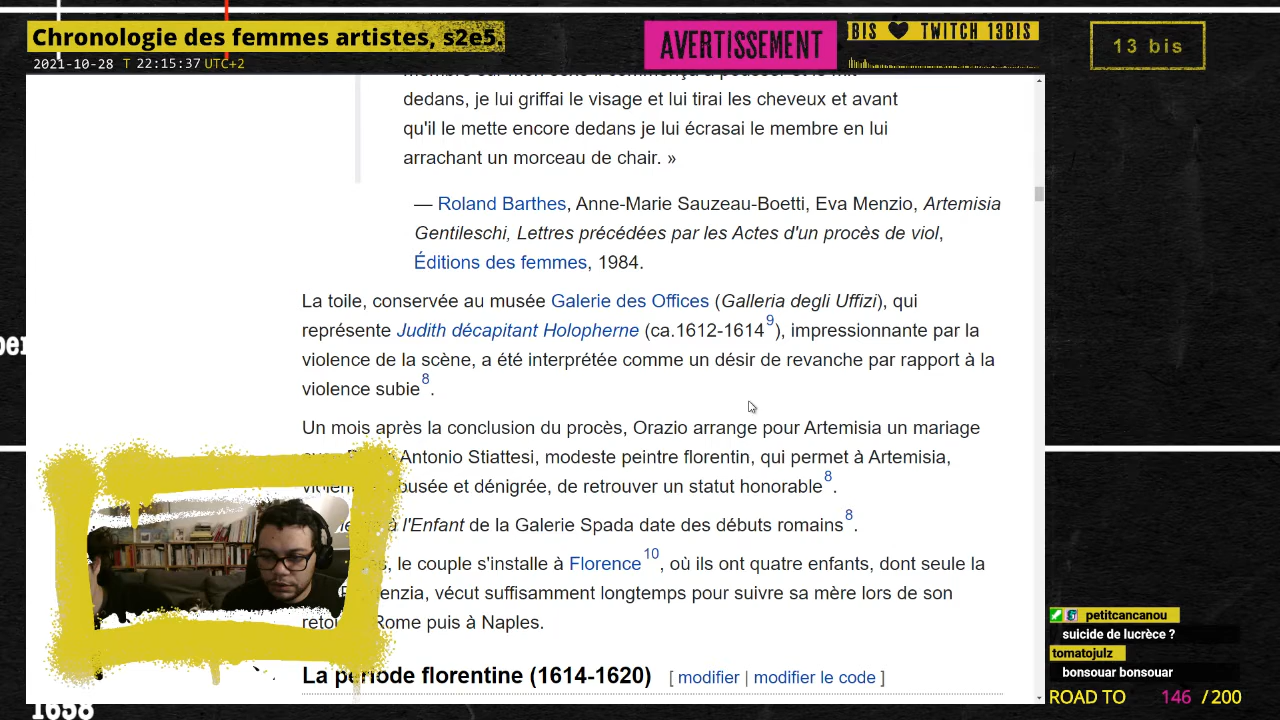 Chronologie des femmes artistes, s2e5
2021-10-28 T 22:15:37 UTC+2
AVERTISSEMENT
BIS TWITCH 13BIS
13 bis
dedans, je lui griffai le visage et lui tirai les cheveux et avant
qu'il le mette encore dedans je lui écrasai le membre en lui
arrachant un morceau de chair. »
— Roland Barthes, Anne-Marie Sauzeau-Boetti, Eva Menzio, Artemisia
Gentileschi, Lettres précédées par les Actes d'un procès de viol,
Éditions des femmes, 1984.
La toile, conservée au musée Galerie des Offices (Galleria degli Uffizi), qui
représente Judith décapitant Holopherne (ca.1612-1614 9), impressionnante par la
violence de la scène, a été interprétée comme un désir de revanche par rapport à la
violence subie 8.
Un mois après la conclusion du procès, Orazio arrange pour Artemisia un mariage
Antonio Stiattesi, modeste peintre florentin, qui permet à Artemisia,
et dénigrée, de retrouver un statut honorable 8.
à l'Enfant de la Galerie Spada date des débuts romains 8.
, le couple s'installe à Florence 10, où ils ont quatre enfants, dont seule la
vécut suffisamment longtemps pour suivre sa mère lors de son
Rome puis à Naples.
La période florentine (1614-1620) [ modifier | modifier le code ]
petitcancanou
suicide de lucrèce ?
tomatojulz
bonsouar bonsouar
ROAD TO 146 / 200
1658